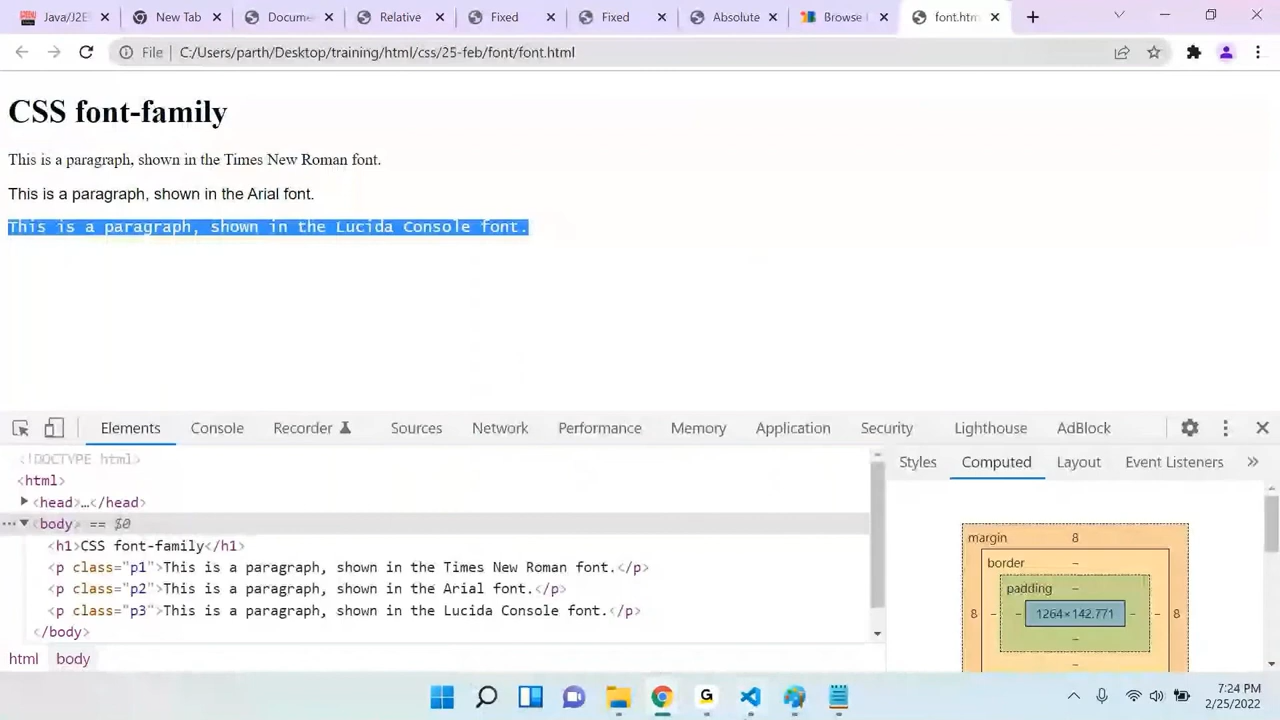 Java/J2E
New Tab
Docume
Relative
Fixed
Fixed
Absolute
Browse
font.htm
File C:/Users/parth/Desktop/training/html/css/25-feb/font/font.html
CSS font-family
This is a paragraph, shown in the Times New Roman font.
This is a paragraph, shown in the Arial font.
This is a paragraph, shown in the Lucida Console font.
Elements Console Recorder Sources Network Performance Memory Application Security Lighthouse AdBlock
<!DOCTYPE html>
<html>
<head>…</head>
<body> == $0
<h1>CSS font-family</h1>
<p class="p1">This is a paragraph, shown in the Times New Roman font.</p>
<p class="p2">This is a paragraph, shown in the Arial font.</p>
<p class="p3">This is a paragraph, shown in the Lucida Console font.</p>
</body>
html body
Styles Computed Layout Event Listeners
margin 8
border –
padding –
8 – – 1264×142.771 – – 8
–
–
7:24 PM
2/25/2022